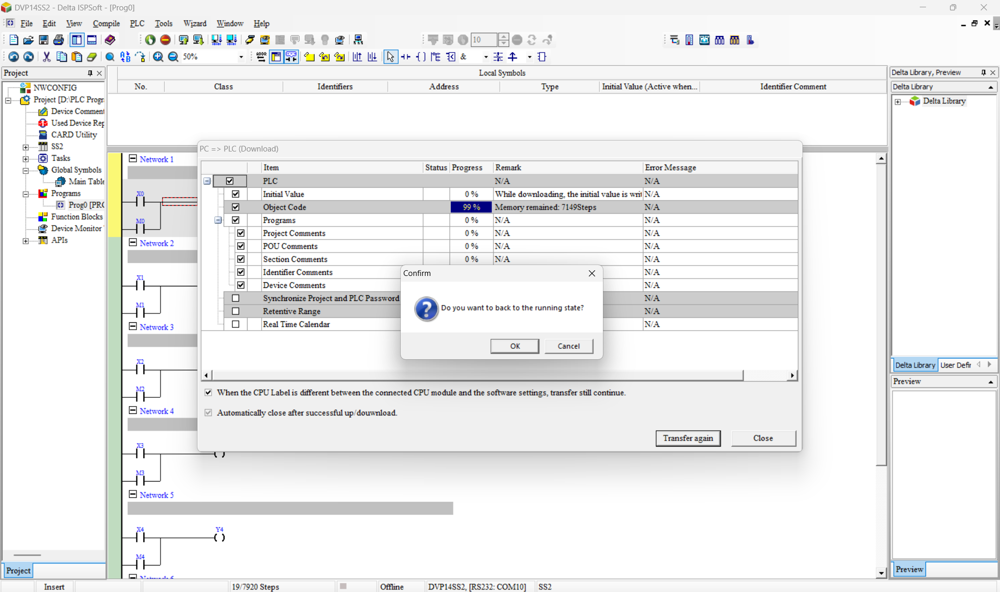 DVP14SS2 - Delta ISPSoft - [Prog0]
File Edit View Compile PLC Tools Wizard Window Help
10
50%
ADDR
&
Project
NWCONFIG
Project [D:\PLC Progr
Device Comment
Used Device Rep
CARD Utility
SS2
Tasks
Global Symbols
Main Table
Programs
Prog0 [PRO
Function Blocks
Device Monitor
APIs
Project
Local Symbols
No. Class Identifiers Address Type Initial Value (Active when... Identifier Comment
Network 1
X0
M0
Network 2
X1
M1
Network 3
X2
M2
Network 4
X3
M3
Network 5
X4 Y4
M4
Network 6
PC => PLC (Download)
Item Status Progress Remark Error Message
PLC N/A N/A
Initial Value 0 % While downloading, the initial value is writ N/A
Object Code 99 % Memory remained: 7149Steps N/A
Programs 0 % N/A N/A
Project Comments 0 % N/A N/A
POU Comments 0 % N/A N/A
Section Comments 0 % N/A N/A
Identifier Comments N/A
Device Comments N/A
Synchronize Project and PLC Password N/A
Retentive Range N/A
Real Time Calendar N/A
Confirm
Do you want to back to the running state?
OK Cancel
When the CPU Label is different between the connected CPU module and the software settings, transfer still continue.
Automatically close after successful up/douwnload.
Transfer again Close
Delta Library, Preview
Delta Library
Delta Library
Delta Library User Defir
Preview
Preview
Insert 19/7920 Steps Offline DVP14SS2, [RS232: COM10] SS2